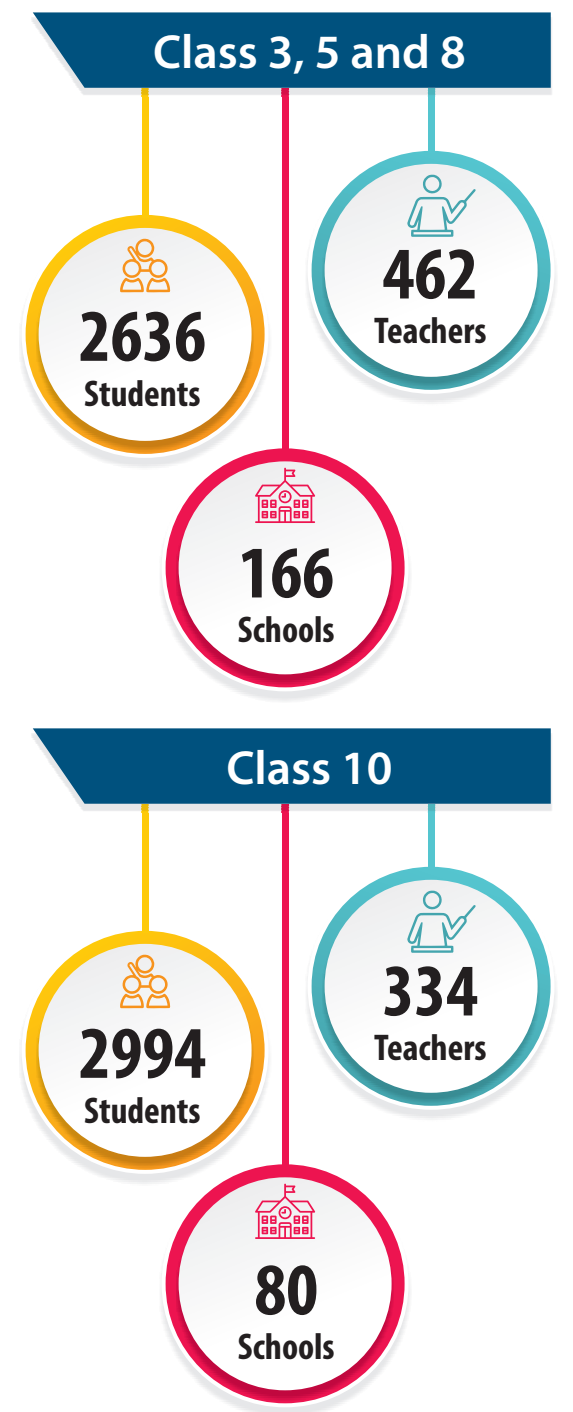 Class 3, 5 and 8
462
Teachers
2636
Students
166
Schools
Class 10
334
Teachers
2994
Students
80
Schools